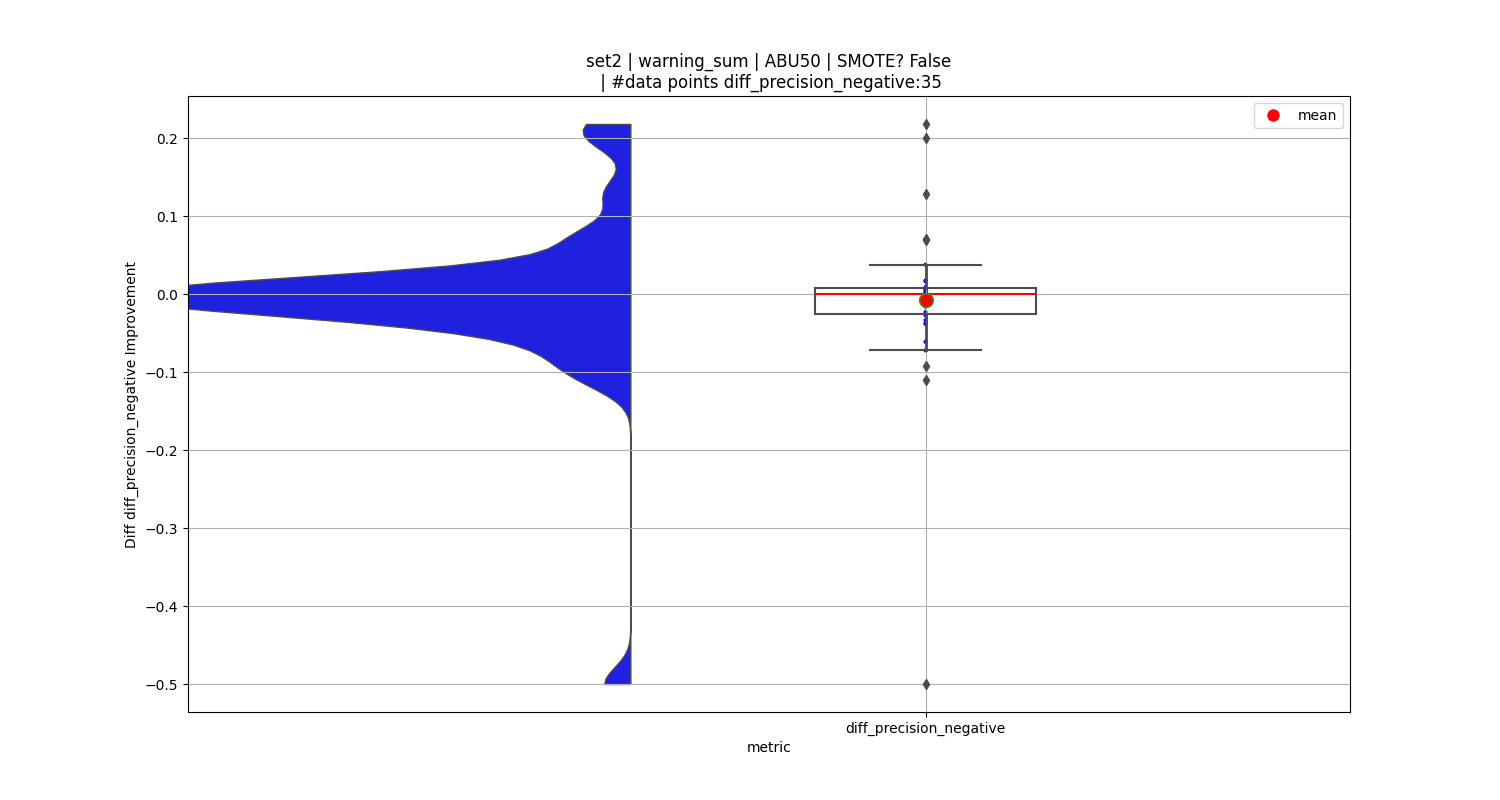 set2 | warning_sum | ABU50 | SMOTE? False
| #data points diff_precision_negative:35
mean
0.2
0.1
0.0
−0.1
−0.2
−0.3
−0.4
−0.5
Diff diff_precision_negative Improvement
diff_precision_negative
metric